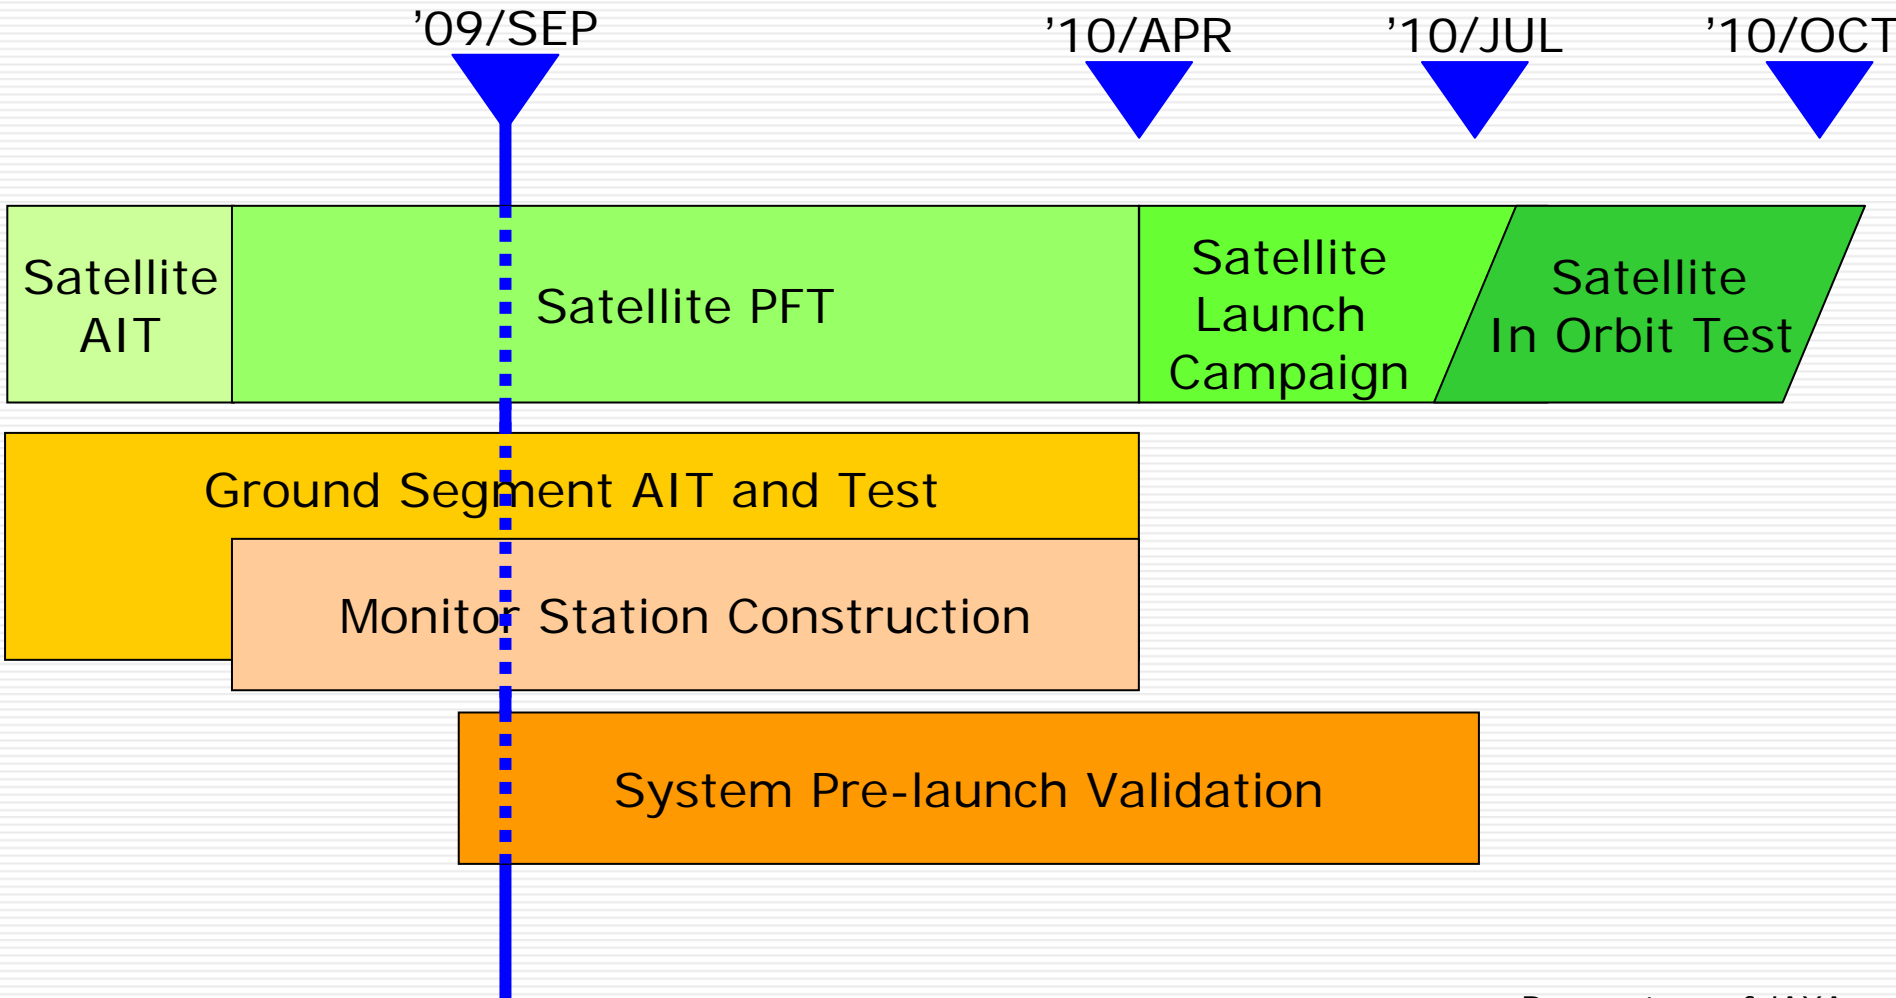 ’09/SEP
’10/APR
’10/JUL
’10/OCT
Satellite
AIT
Satellite PFT
Satellite
Launch
Campaign
Satellite
In Orbit Test
Ground Segment AIT and Test
Monitor Station Construction
System Pre-launch Validation